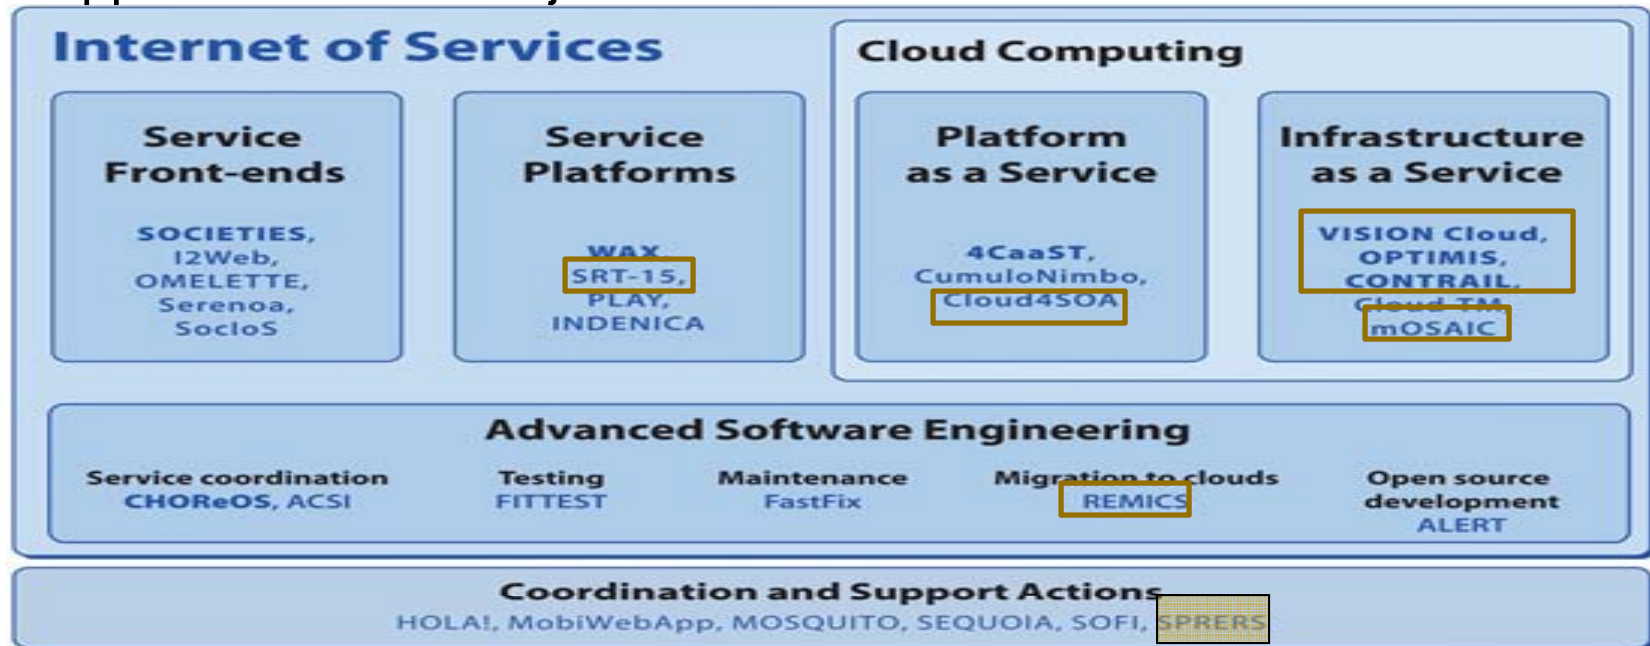 Internet of Services
Cloud Computing
Service
Front-ends
SOCIETIES,
I2Web,
OMELETTE,
Serenoa,
SocIoS
Service
Platforms
WAX,
SRT-15,
PLAY,
INDENICA
Platform
as a Service
4CaaST,
CumuloNimbo,
Cloud4SOA
Infrastructure
as a Service
VISION Cloud,
OPTIMIS,
CONTRAIL,
Cloud-TM,
mOSAIC
Advanced Software Engineering
Service coordination
CHOReOS, ACSI
Testing
FITTEST
Maintenance
FastFix
Migration to clouds
REMICS
Open source
development
ALERT
Coordination and Support Actions
HOLA!, MobiWebApp, MOSQUITO, SEQUOIA, SOFI, SPRERS